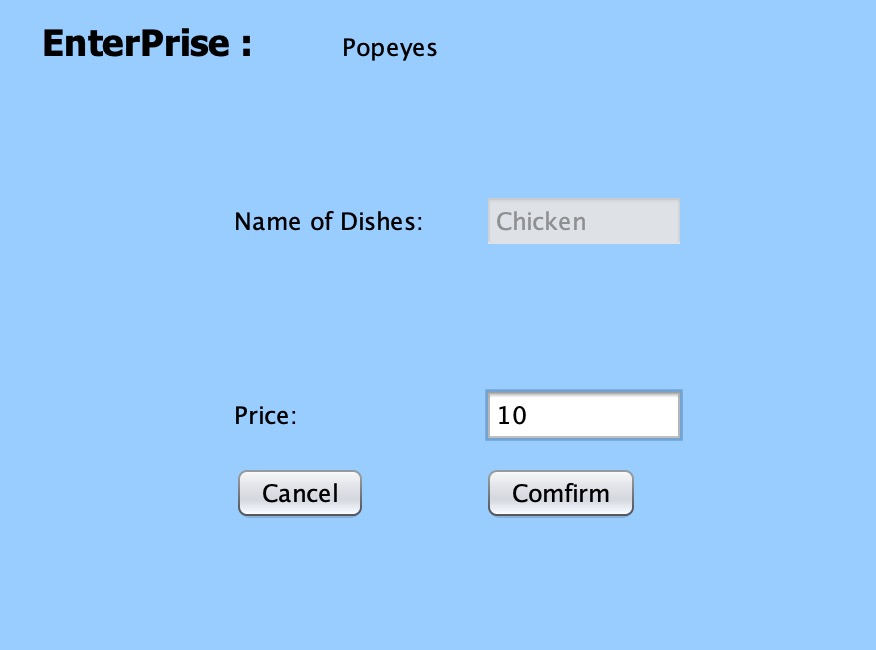 EnterPrise : Popeyes
Name of Dishes: Chicken
Price: 10
Cancel Comfirm